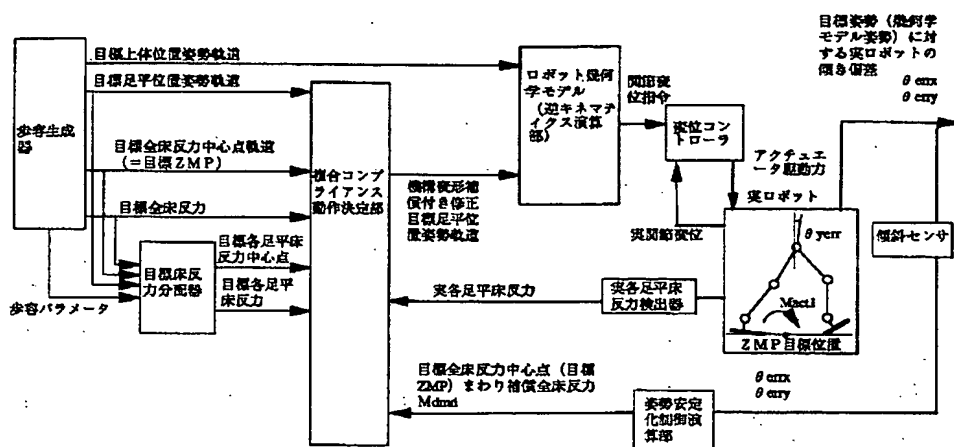 目標上体位置姿勢軌道
目標足平位置姿勢軌道
歩容生成
器
目標全床反力中心点軌道
(=目標ZMP)
目標全床反力
目標各足平床
反力中心点
目標床反
力分配器
目標各足平
床反力
歩容パラメータ
複合コンプ
ライアンス
動作決定部
機構変形補
償付き修正
目標足平位
置姿勢軌道
ロボット幾何
学モデル
(逆キネマティ
クス演算
部)
関節変
位指令
変位コント
ローラ
アクチュエ
ータ駆動力
実ロボット
目標姿勢(幾何学
モデル姿勢)に対
する実ロボットの
傾き偏差
θ errx
θ erry
実関節変位
θ yerr
Mact1
ZMP目標位置
傾斜センサ
実各足平床反力
実各足平床
反力検出器
目標全床反力中心点(目標
ZMP)まわり補償全床反力
Mdmd
θ errx
θ erry
姿勢安定
化制御演
算部